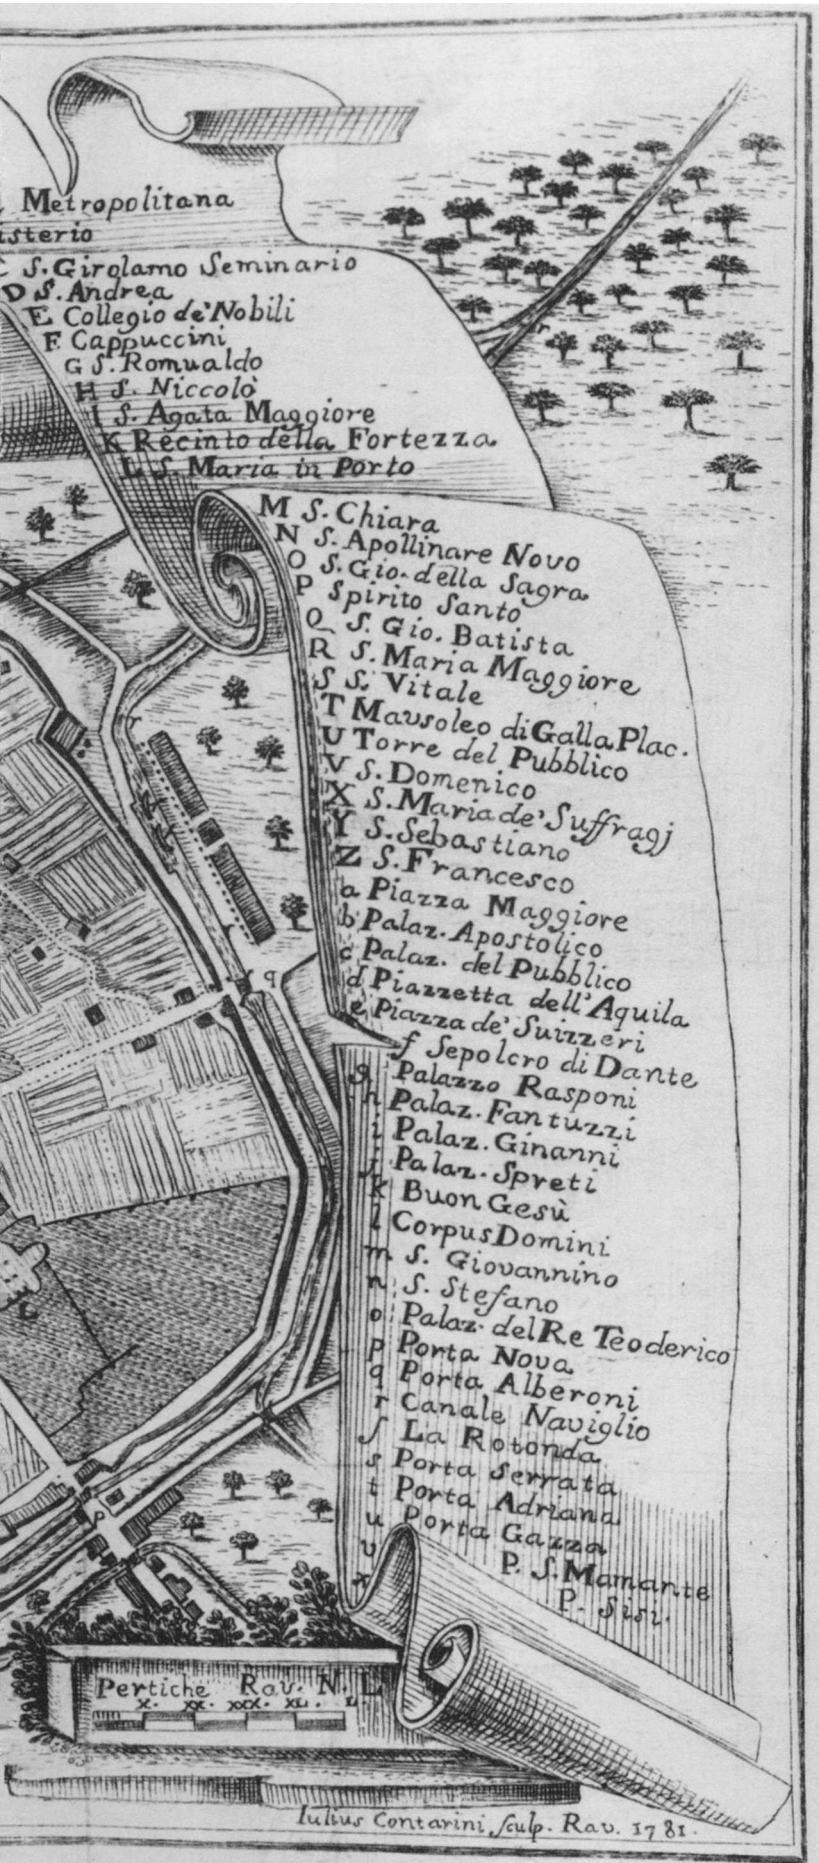 Metropolitana
isterio
C S. Girolamo Seminario
D S. Andrea
E Collegio de' Nobili
F Cappuccini
G S. Romualdo
H S. Niccolò
I S. Agata Maggiore
K Recinto della Fortezza
L S. Maria in Porto
M S. Chiara
N S. Apollinare Novo
O S. Gio. della Sagra
P Spirito Santo
Q S. Gio. Batista
R S. Maria Maggiore
S S. Vitale
T Mausoleo di Galla Plac.
U Torre del Pubblico
V S. Domenico
X S. Maria de' Suffragj
Y S. Sebastiano
Z S. Francesco
a Piazza Maggiore
b Palaz. Apostolico
c Palaz. del Pubblico
d Piazzetta dell'Aquila
e Piazza de' Suizzeri
f Sepolcro di Dante
g Palazzo Rasponi
h Palaz. Fantuzzi
i Palaz. Ginanni
j Palaz. Spreti
k Buon Gesù
l Corpus Domini
m S. Giovannino
n S. Stefano
o Palaz. del Re Teoderico
p Porta Nova
q Porta Alberoni
r Canale Naviglio
ſ La Rotonda
s Porta Serrata
t Porta Adriana
u Porta Gazza
v P. S. Mamante
x P. Sisi.
r
r
r
q
p
Pertiche Rav. N. L
X. XX. XXX. XL. L
Iulius Contarini Sculp. Rav. 1781.